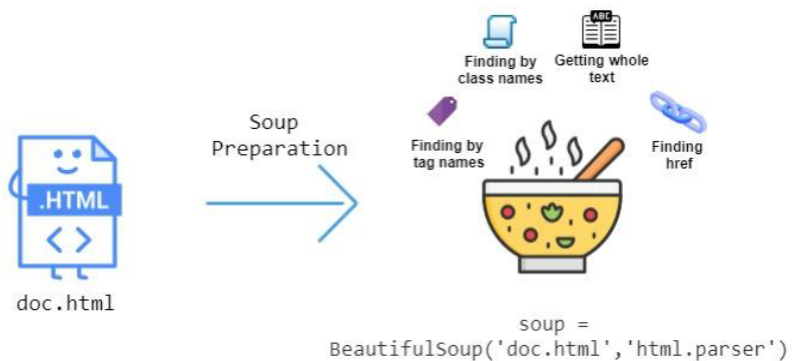 ABC
Finding by
class names
Getting whole
text
Finding by
tag names
Finding
href
Soup
Preparation
.HTML
<>
doc.html
soup =
BeautifulSoup('doc.html','html.parser')